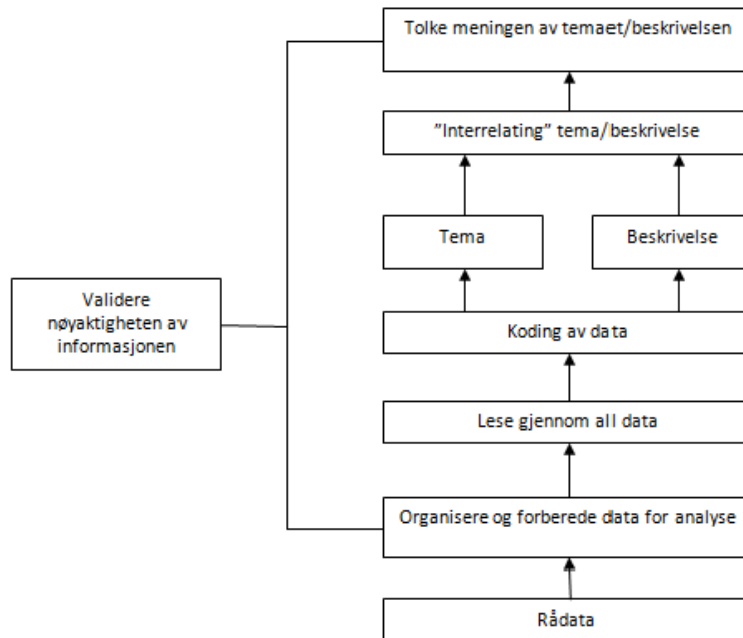 Tolke meningen av temaet/beskrivelsen
”Interrelating” tema/beskrivelse
Tema
Beskrivelse
Validere
nøyaktigheten av
informasjonen
Koding av data
Lese gjennom all data
Organisere og forberede data for analyse
Rådata